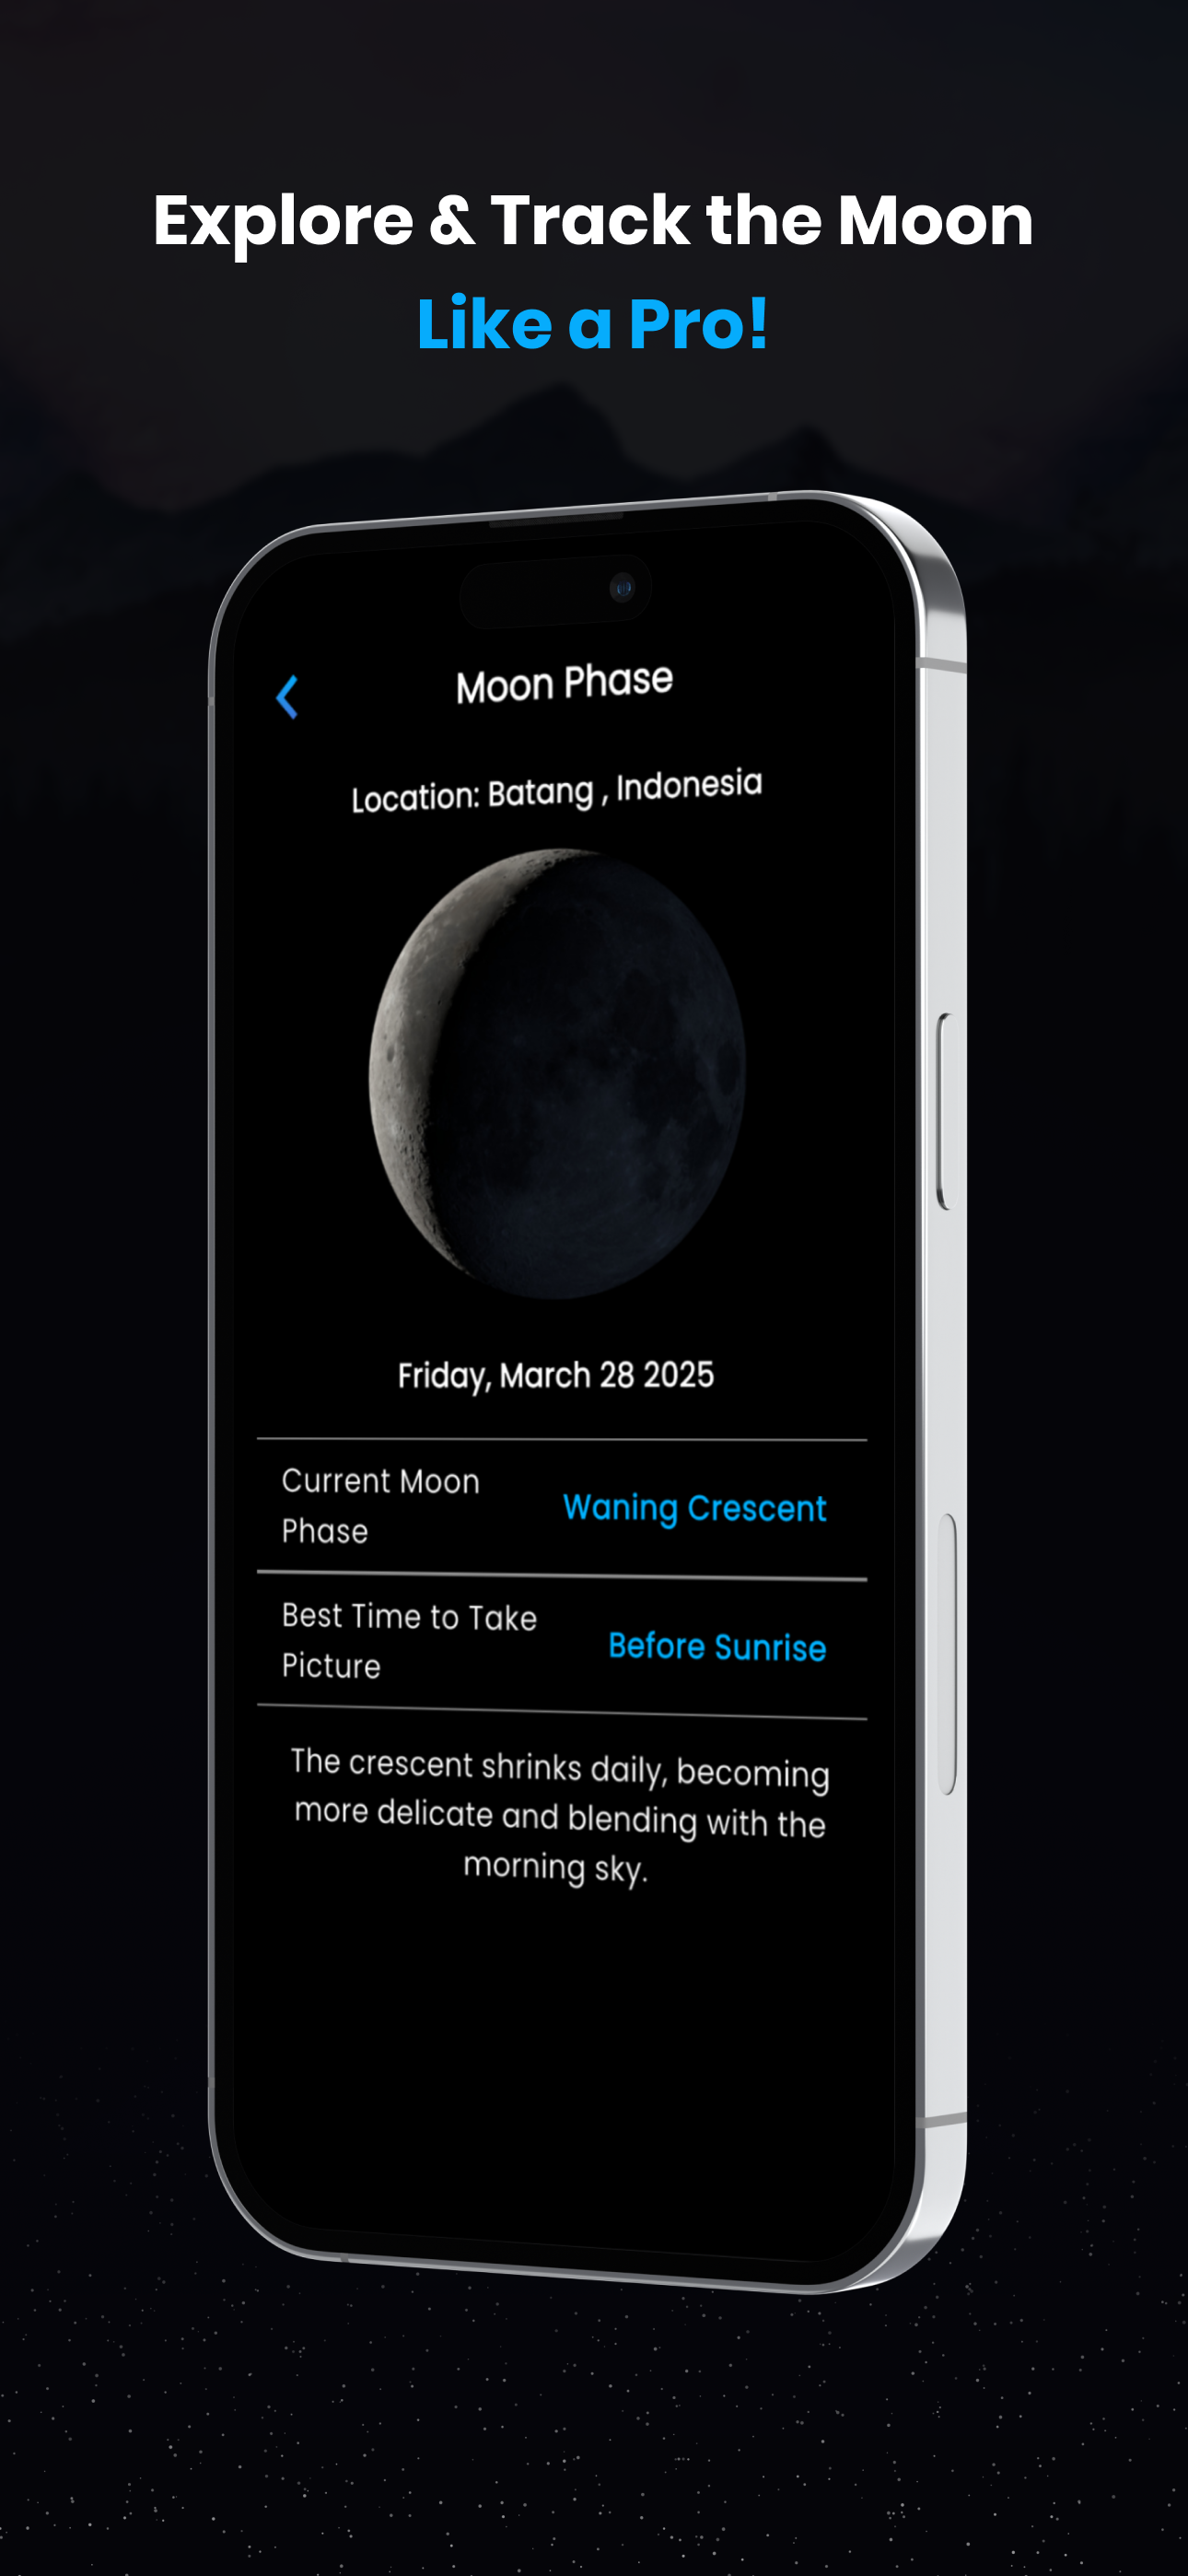 Explore & Track the Moon
Like a Pro!
Moon Phase
Location: Batang , Indonesia
Friday, March 28 2025
Current Moon
Phase
Waning Crescent
Best Time to Take
Picture
Before Sunrise
The crescent shrinks daily, becoming
more delicate and blending with the
morning sky.